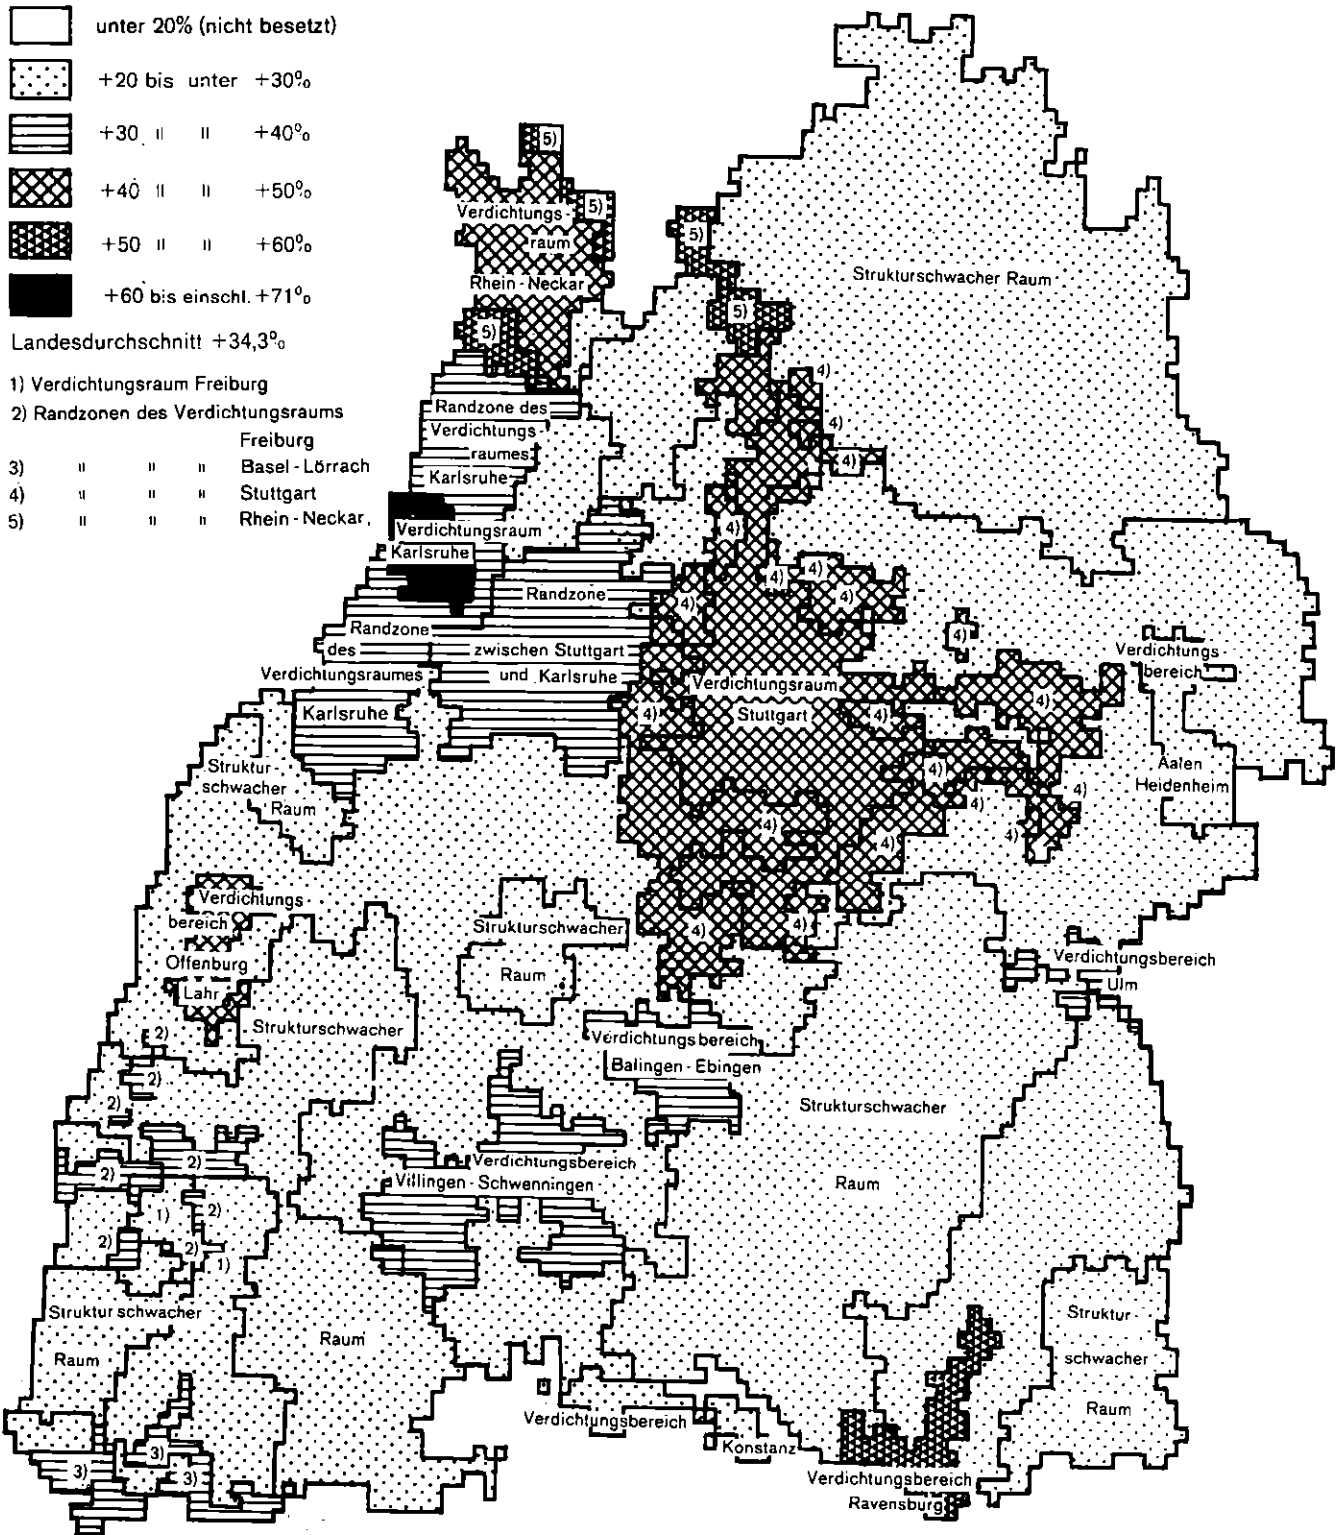 unter 20% (nicht besetzt)
+20 bis unter +30%
+30 " " +40%
+40 " " +50%
+50 " " +60%
+60 bis einschl. +71%
Landesdurchschnitt +34,3%
1) Verdichtungsraum Freiburg
2) Randzonen des Verdichtungsraums
Freiburg
3) " " " Basel-Lörrach
4) " " " Stuttgart
5) " " " Rhein-Neckar
5)
5)
Verdichtungs-
raum
Rhein-Neckar
5)
5)
5)
Strukturschwacher Raum
Randzone des
Verdichtungs
raumes
Karlsruhe
4)
4)
4)
Verdichtungsraum
Karlsruhe
4)
Randzone
zwischen Stuttgart
und Karlsruhe
4)
4)
4)
4)
4)
Randzone
des
Verdichtungsraumes
Karlsruhe
Verdichtungsraum
Stuttgart
4)
4)
4)
4)
4)
4)
4)
4)
4)
Verdichtungs-
bereich
Aalen
Heidenheim
Struktur
schwacher
Raum
Verdichtungs
bereich
Offenburg
Lahr
Strukturschwacher
Raum
4)
4)
Verdichtungsbereich
Ulm
Strukturschwacher
2)
2)
2)
Verdichtungsbereich
Balingen-Ebingen
Strukturschwacher
Raum
2)
2)
Verdichtungsbereich
Villingen-Schwenningen
1)
2)
2)
2)
1)
Struktur schwacher
Raum
Raum
Struktur
schwacher
Raum
3)
3)
3)
Verdichtungsbereich
Konstanz
Verdichtungsbereich
Ravensburg